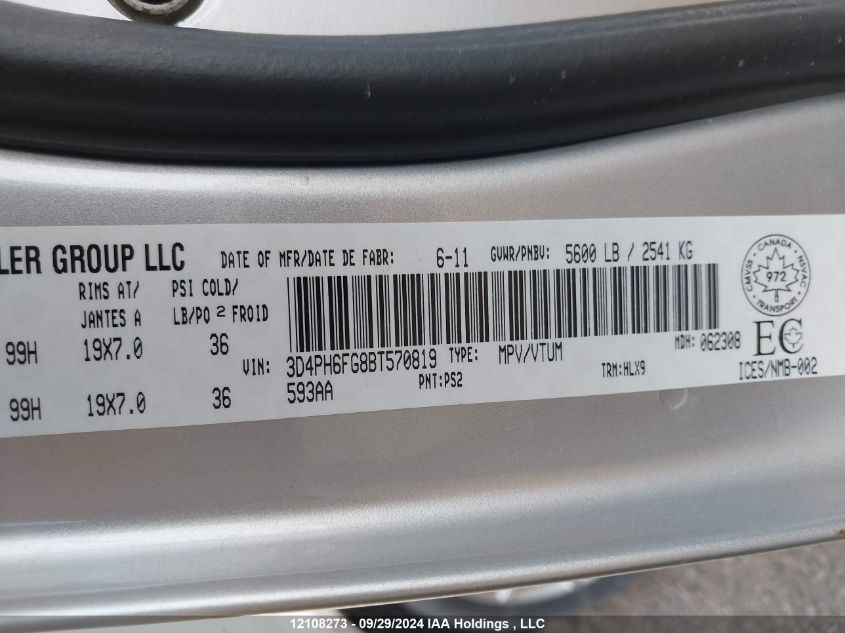 LER GROUP LLC DATE OF MFR/DATE DE FABR: 6-11 GVWR/PNBV: 5600 LB / 2541 KG
RIMS AT/ PSI COLD/
JANTES A LB/PO 2 FROID
99H 19X7.0 36
VIN: 3D4PH6FG8BT570819 TYPE: MPV/VTUM MDH: 062308
99H 19X7.0 36 593AA PNT:PS2 TRM:HLX9
CANADA
CMVSS NSVAC
972
TRANSPORT
EC
ICES/NMB-002
12108273 - 09/29/2024 IAA Holdings , LLC